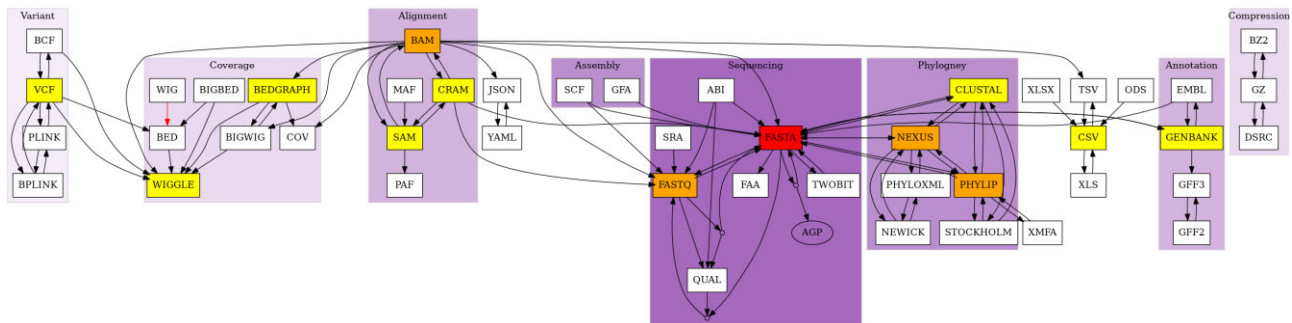 Variant
Alignment
Compression
BCF
BAM
BZ2
Coverage
Assembly
Sequencing
Phylogney
Annotation
VCF
WIG
BIGBED
BEDGRAPH
MAF
CRAM
JSON
SCF
GFA
ABI
CLUSTAL
XLSX
TSV
ODS
EMBL
GZ
PLINK
BED
BIGWIG
COV
SAM
YAML
SRA
FASTA
NEXUS
CSV
GENBANK
DSRC
BPLINK
WIGGLE
PAF
FASTQ
FAA
TWOBIT
PHYLOXML
PHYLIP
XLS
GFF3
AGP
NEWICK
STOCKHOLM
XMFA
GFF2
QUAL